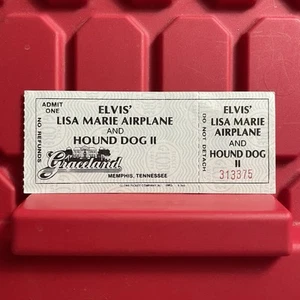 ADMIT
ONE
NO REFUNDS
ELVIS'
LISA MARIE AIRPLANE
AND
HOUND DOG II
Graceland
MEMPHIS, TENNESSEE
DO NOT DETACH
ELVIS'
LISA MARIE
AIRPLANE
AND
HOUND DOG
II
313375